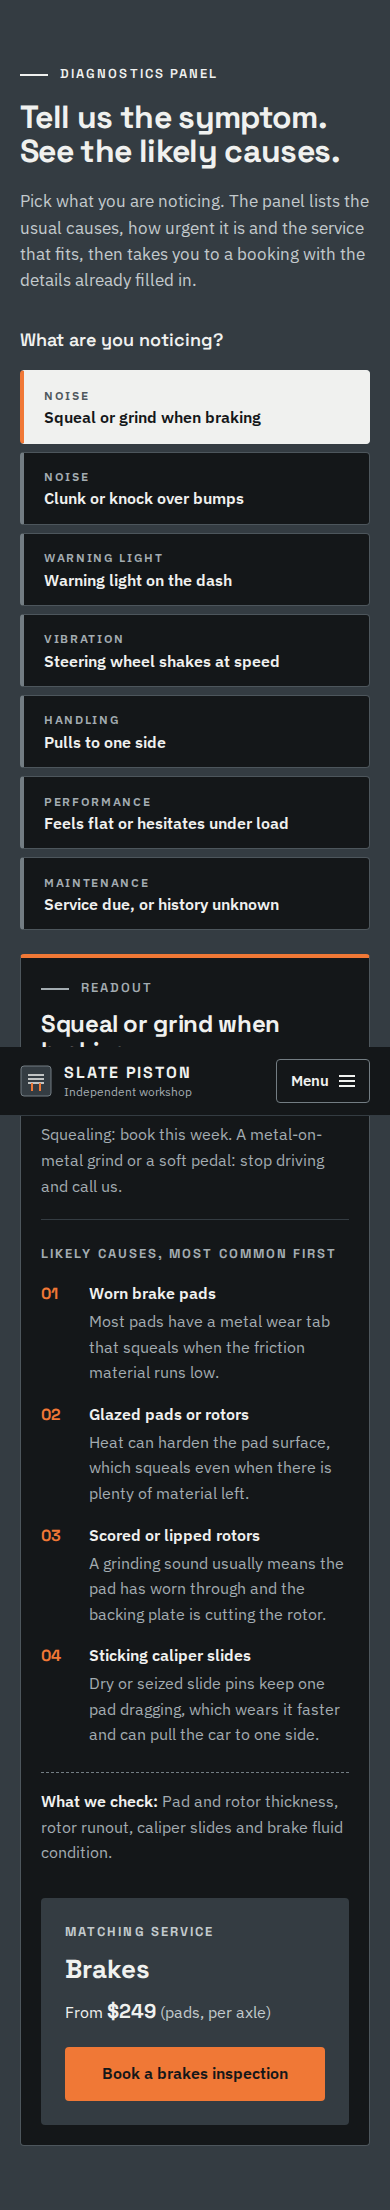 DIAGNOSTICS PANEL
Tell us the symptom.
See the likely causes.
Pick what you are noticing. The panel lists the
usual causes, how urgent it is and the service
that fits, then takes you to a booking with the
details already filled in.
What are you noticing?
NOISE
Squeal or grind when braking
NOISE
Clunk or knock over bumps
WARNING LIGHT
Warning light on the dash
VIBRATION
Steering wheel shakes at speed
HANDLING
Pulls to one side
PERFORMANCE
Feels flat or hesitates under load
MAINTENANCE
Service due, or history unknown
READOUT
Squeal or grind when
SLATE PISTON
Independent workshop
Menu
Squealing: book this week. A metal-on-
metal grind or a soft pedal: stop driving
and call us.
LIKELY CAUSES, MOST COMMON FIRST
01 Worn brake pads
Most pads have a metal wear tab
that squeals when the friction
material runs low.
02 Glazed pads or rotors
Heat can harden the pad surface,
which squeals even when there is
plenty of material left.
03 Scored or lipped rotors
A grinding sound usually means the
pad has worn through and the
backing plate is cutting the rotor.
04 Sticking caliper slides
Dry or seized slide pins keep one
pad dragging, which wears it faster
and can pull the car to one side.
What we check: Pad and rotor thickness,
rotor runout, caliper slides and brake fluid
condition.
MATCHING SERVICE
Brakes
From $249 (pads, per axle)
Book a brakes inspection